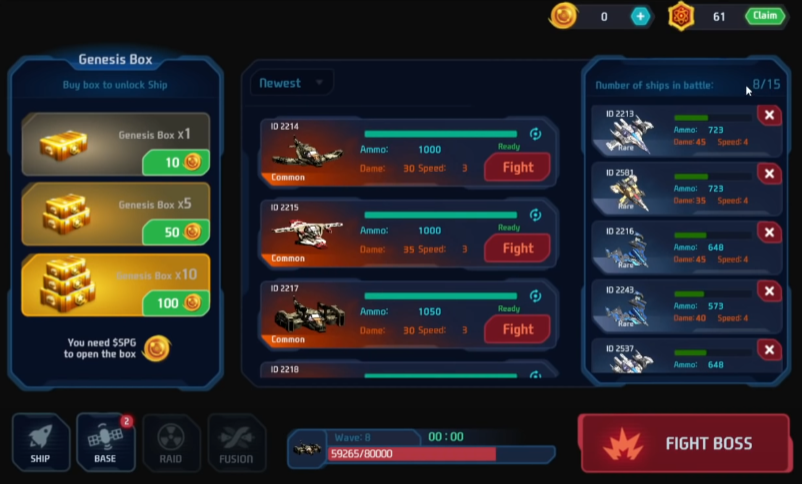 0
61
Claim
Genesis Box
Buy box to unlock Ship
Genesis Box X1
10
Genesis Box X5
50
Genesis Box X10
100
You need $SPG
to open the box
Newest
ID 2214
Ammo: 1000
Ready
Dame: 30 Speed: 3
Fight
Common
ID 2215
Ammo: 1000
Ready
Dame: 35 Speed: 3
Fight
Common
ID 2217
Ammo: 1050
Ready
Dame: 30 Speed: 3
Fight
Common
ID 2218
Number of ships in battle: 8/15
ID 2213
Ammo: 723
Dame: 45 Speed: 4
Rare
ID 2581
Ammo: 723
Dame: 35 Speed: 4
Rare
ID 2216
Ammo: 648
Dame: 45 Speed: 4
Rare
ID 2243
Ammo: 573
Dame: 40 Speed: 4
Rare
ID 2537
Ammo: 648
SHIP
2
BASE
RAID
FUSION
Wave: 8
00:00
59265/80000
FIGHT BOSS